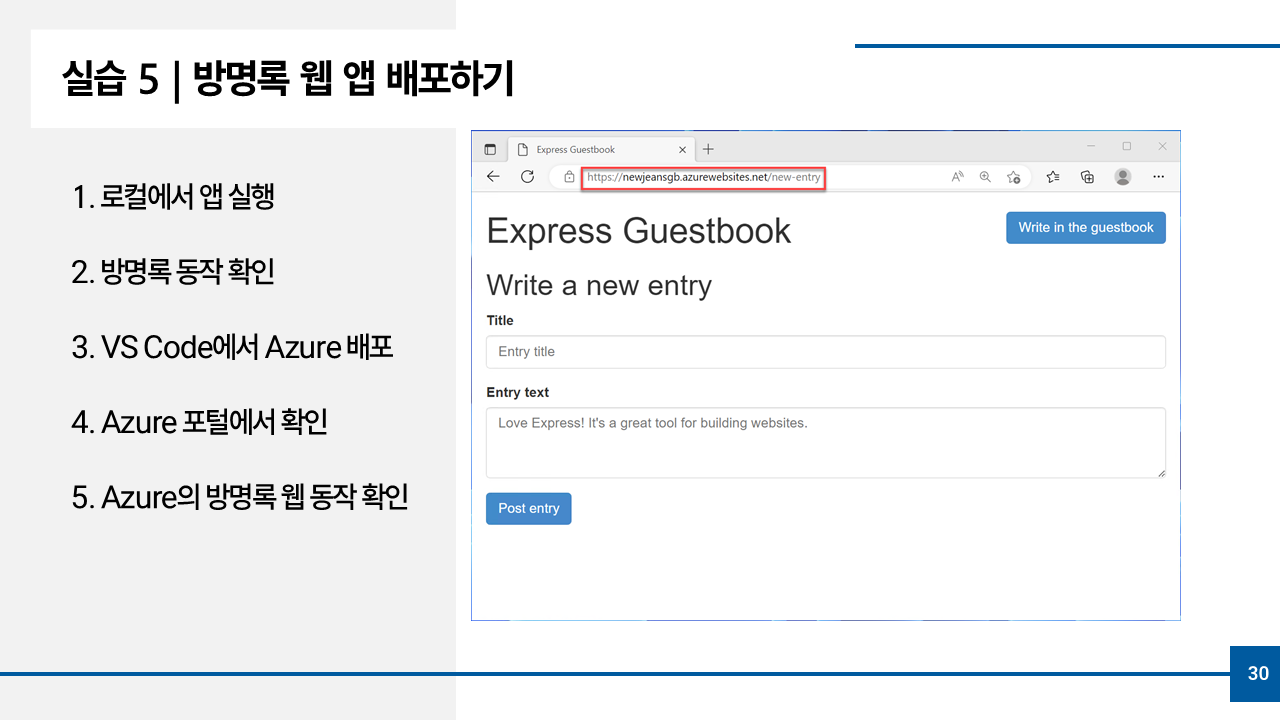 실습 5 | 방명록 웹 앱 배포하기
1. 로컬에서 앱 실행
2. 방명록 동작 확인
3. VS Code에서 Azure 배포
4. Azure 포털에서 확인
5. Azure의 방명록 웹 동작 확인
Express Guestbook
https://newjeansgb.azurewebsites.net/new-entry
Express Guestbook
Write in the guestbook
Write a new entry
Title
Entry title
Entry text
Love Express! It's a great tool for building websites.
Post entry
30